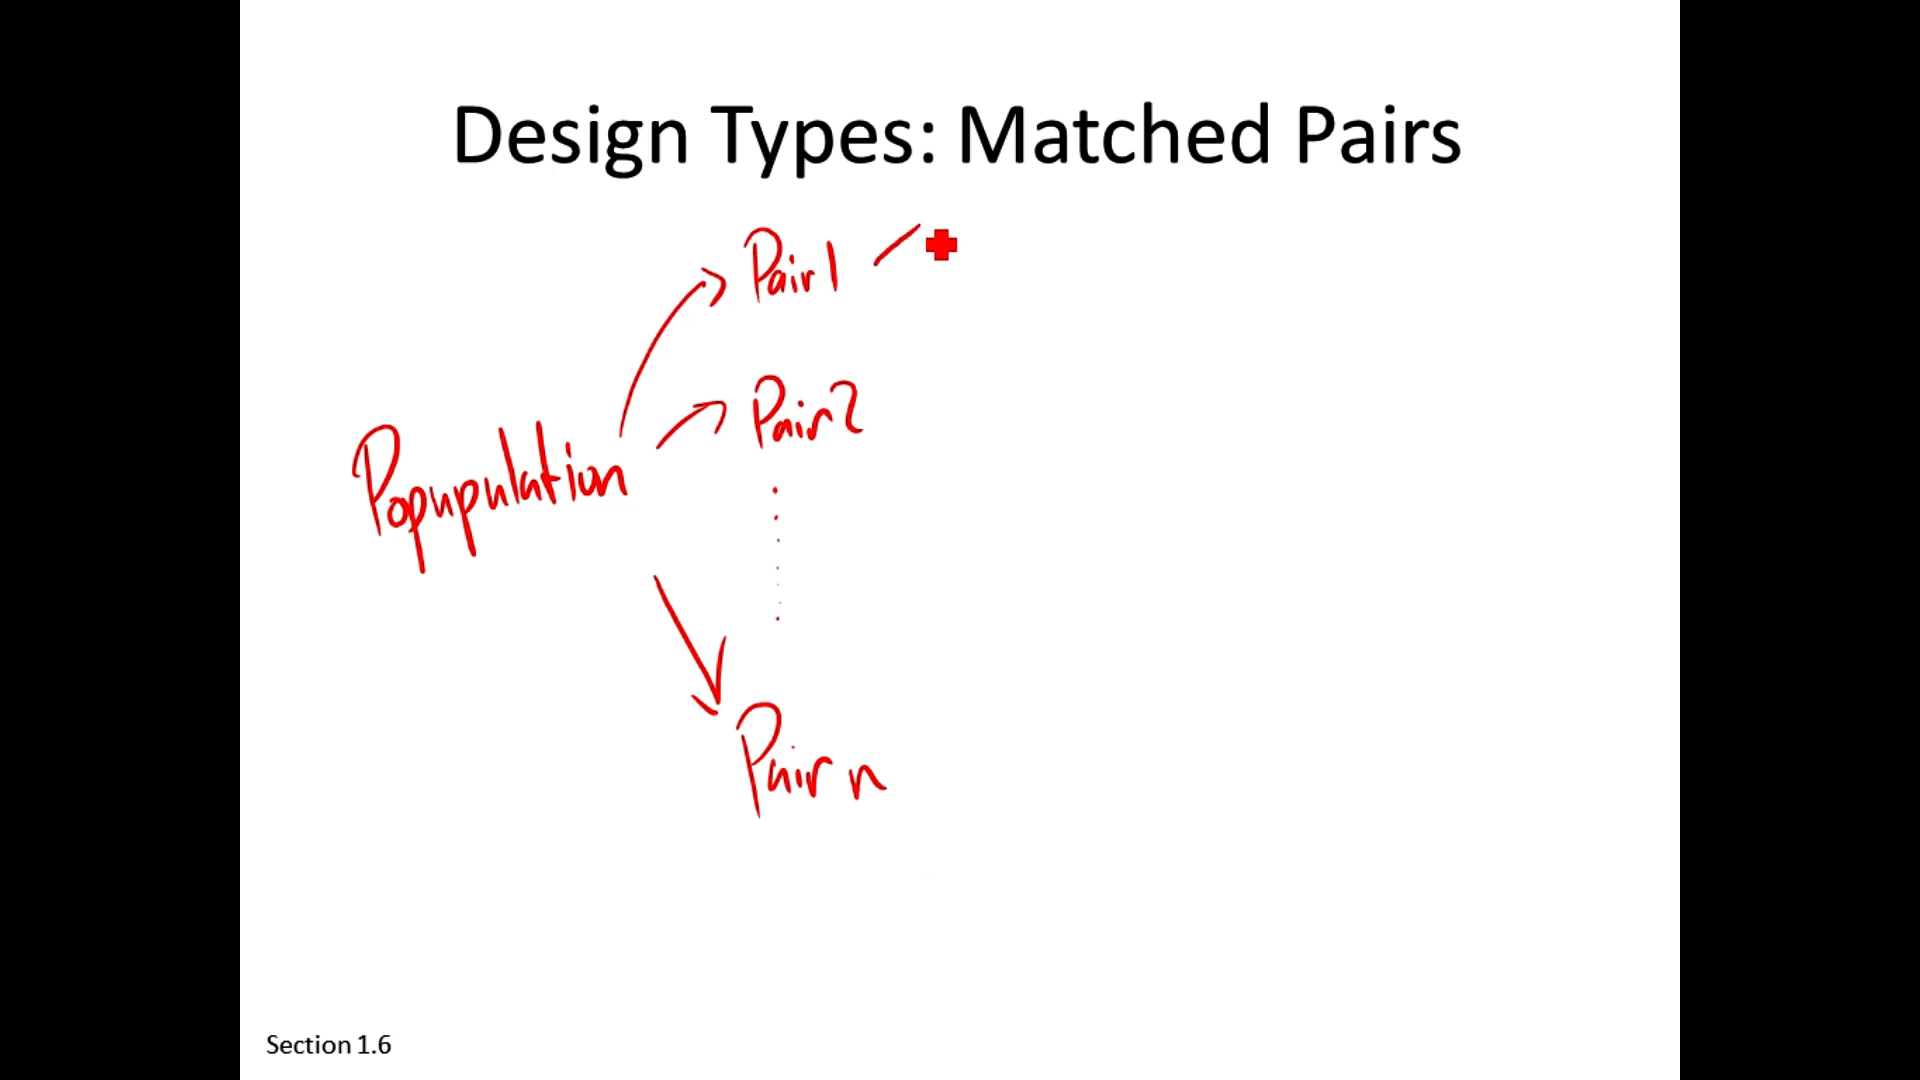 Design Types: Matched Pairs
Pair 1
Pair 2
Popupulation
Pair n
Section 1.6